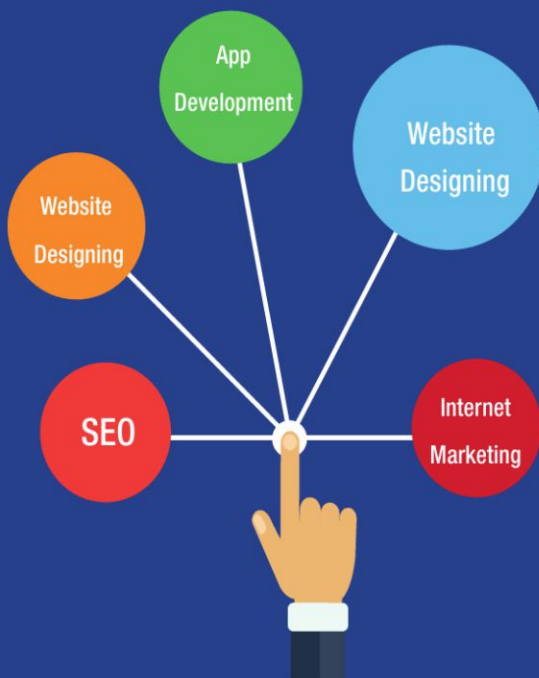 App
Development
Website
Designing
Website
Designing
SEO
Internet
Marketing